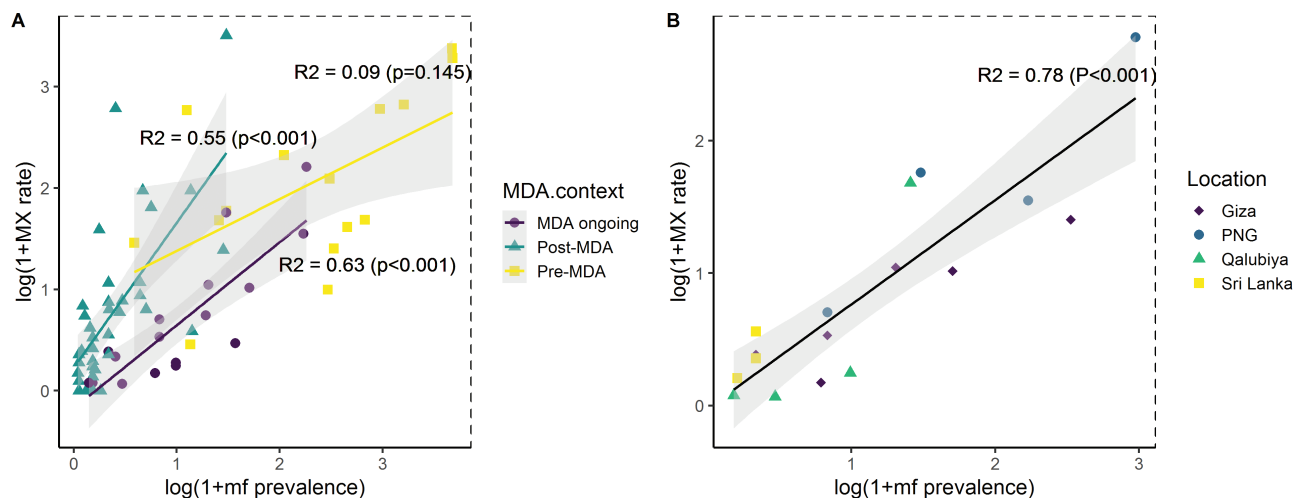 A
R2 = 0.09 (p=0.145)
R2 = 0.55 (p<0.001)
R2 = 0.63 (p<0.001)
log(1+MX rate)
3
2
1
0
0
1
2
3
log(1+mf prevalence)
MDA.context
MDA ongoing
Post-MDA
Pre-MDA
B
R2 = 0.78 (P<0.001)
log(1+MX rate)
2
1
0
1
2
3
log(1+mf prevalence)
Location
Giza
PNG
Qalubiya
Sri Lanka